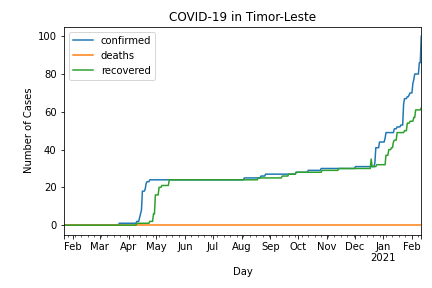 COVID-19 in Timor-Leste
confirmed
deaths
recovered
Number of Cases
100
80
60
40
20
0
Feb Mar Apr May Jun Jul Aug Sep Oct Nov Dec Jan Feb
2021
Day